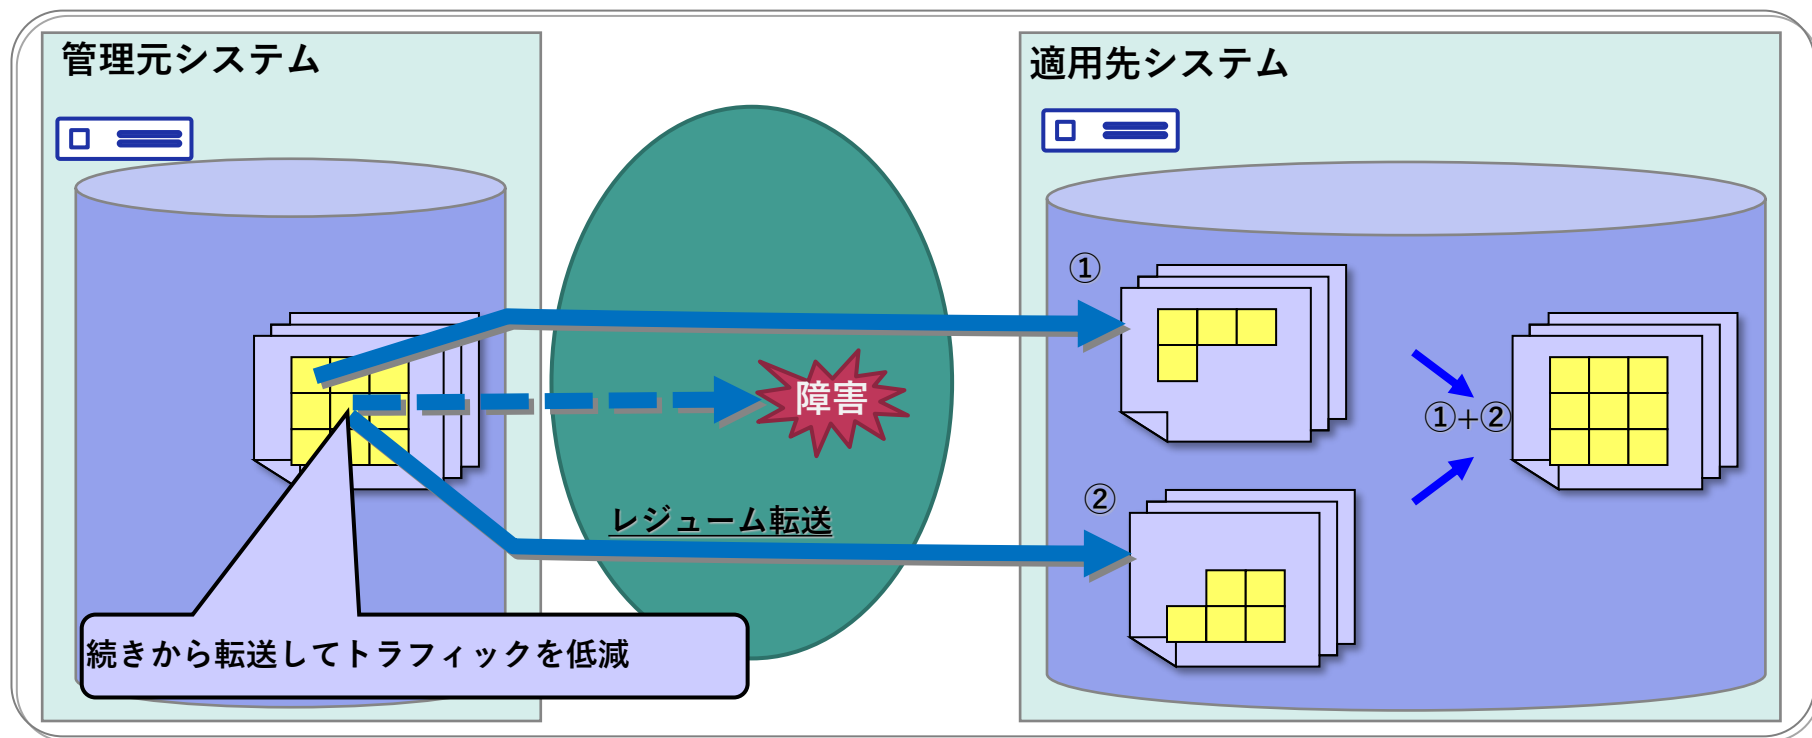 管理元システム
適用先システム
①
障害
①+②
②
レジューム転送
続きから転送してトラフィックを低減